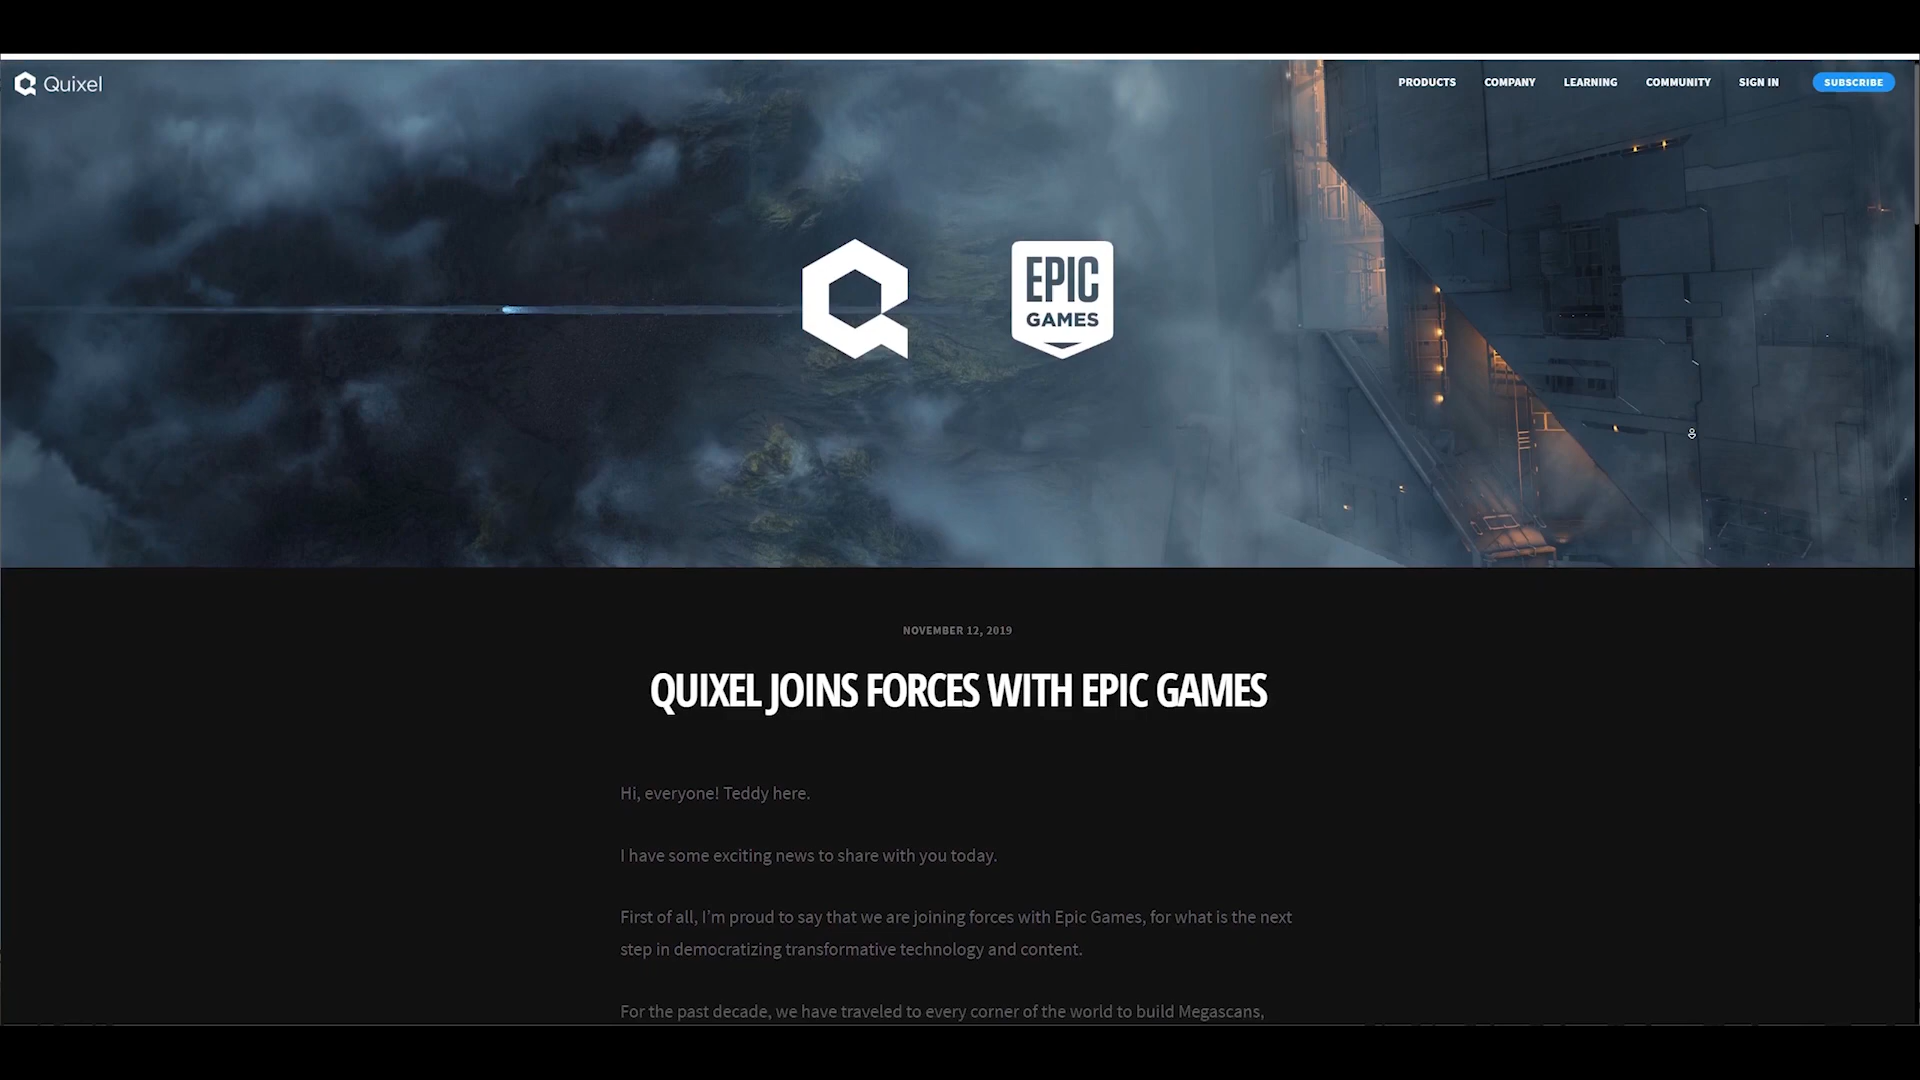 Quixel
PRODUCTS COMPANY LEARNING COMMUNITY SIGN IN SUBSCRIBE
EPIC
GAMES
NOVEMBER 12, 2019
QUIXEL JOINS FORCES WITH EPIC GAMES
Hi, everyone! Teddy here.
I have some exciting news to share with you today.
First of all, I’m proud to say that we are joining forces with Epic Games, for what is the next
step in democratizing transformative technology and content.
For the past decade, we have traveled to every corner of the world to build Megascans,